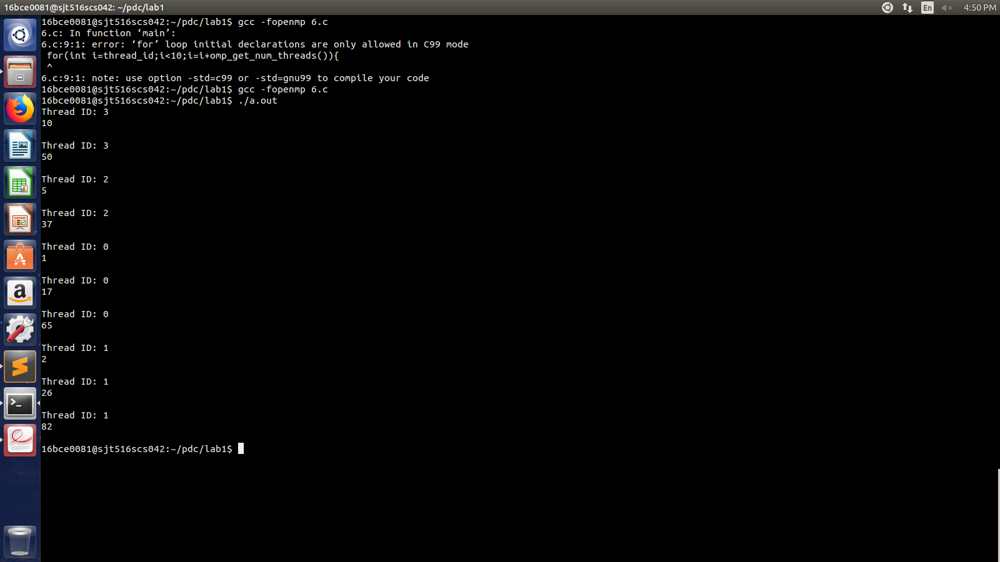 16bce0081@sjt516scs042: ~/pdc/lab1
En
4:50 PM
16bce0081@sjt516scs042:~/pdc/lab1$ gcc -fopenmp 6.c
6.c: In function ‘main’:
6.c:9:1: error: ‘for’ loop initial declarations are only allowed in C99 mode
for(int i=thread_id;i<10;i=i+omp_get_num_threads()){
^
6.c:9:1: note: use option -std=c99 or -std=gnu99 to compile your code
16bce0081@sjt516scs042:~/pdc/lab1$ gcc -fopenmp 6.c
16bce0081@sjt516scs042:~/pdc/lab1$ ./a.out
Thread ID: 3
10
Thread ID: 3
50
Thread ID: 2
5
Thread ID: 2
37
Thread ID: 0
1
Thread ID: 0
17
Thread ID: 0
65
Thread ID: 1
2
Thread ID: 1
26
Thread ID: 1
82
16bce0081@sjt516scs042:~/pdc/lab1$